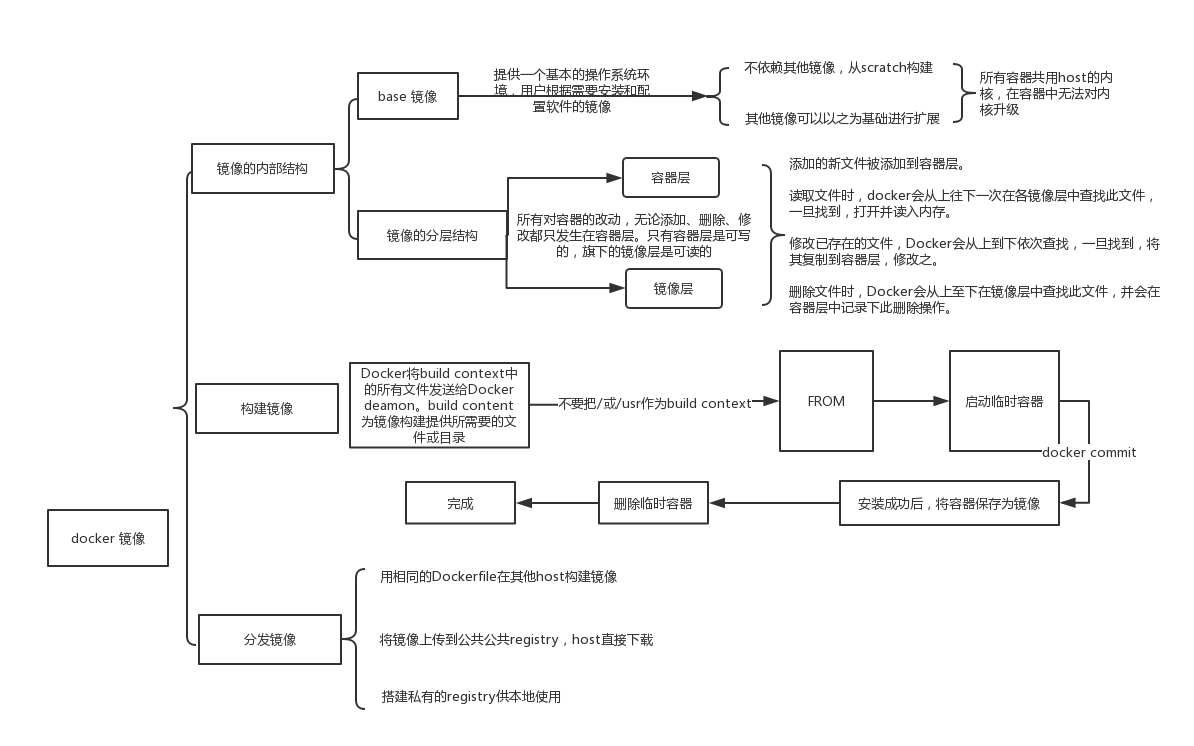 提供一个基本的操作系统环
境，用户根据需要安装和配
置软件的镜像
base 镜像
不依赖其他镜像，从scratch构建
其他镜像可以以之为基础进行扩展
所有容器共用host的内
核，在容器中无法对内
核升级
镜像的内部结构
镜像的分层结构
容器层
所有对容器的改动，无论添加、删除、修
改都只发生在容器层。只有容器层是可写
的，旗下的镜像层是可读的
镜像层
添加的新文件被添加到容器层。
读取文件时，docker会从上往下一次在各镜像层中查找此文件，
一旦找到，打开并读入内存。
修改已存在的文件，Docker会从上到下依次查找，一旦找到，将
其复制到容器层，修改之。
删除文件时，Docker会从上至下在镜像层中查找此文件，并会在
容器层中记录下此删除操作。
构建镜像
Docker将build context中
的所有文件发送给Docker
deamon。build content
为镜像构建提供所需要的文
件或目录
不要把/或/usr作为build context
FROM
启动临时容器
docker commit
安装成功后，将容器保存为镜像
删除临时容器
完成
docker 镜像
分发镜像
用相同的Dockerfile在其他host构建镜像
将镜像上传到公共公共registry，host直接下载
搭建私有的registry供本地使用